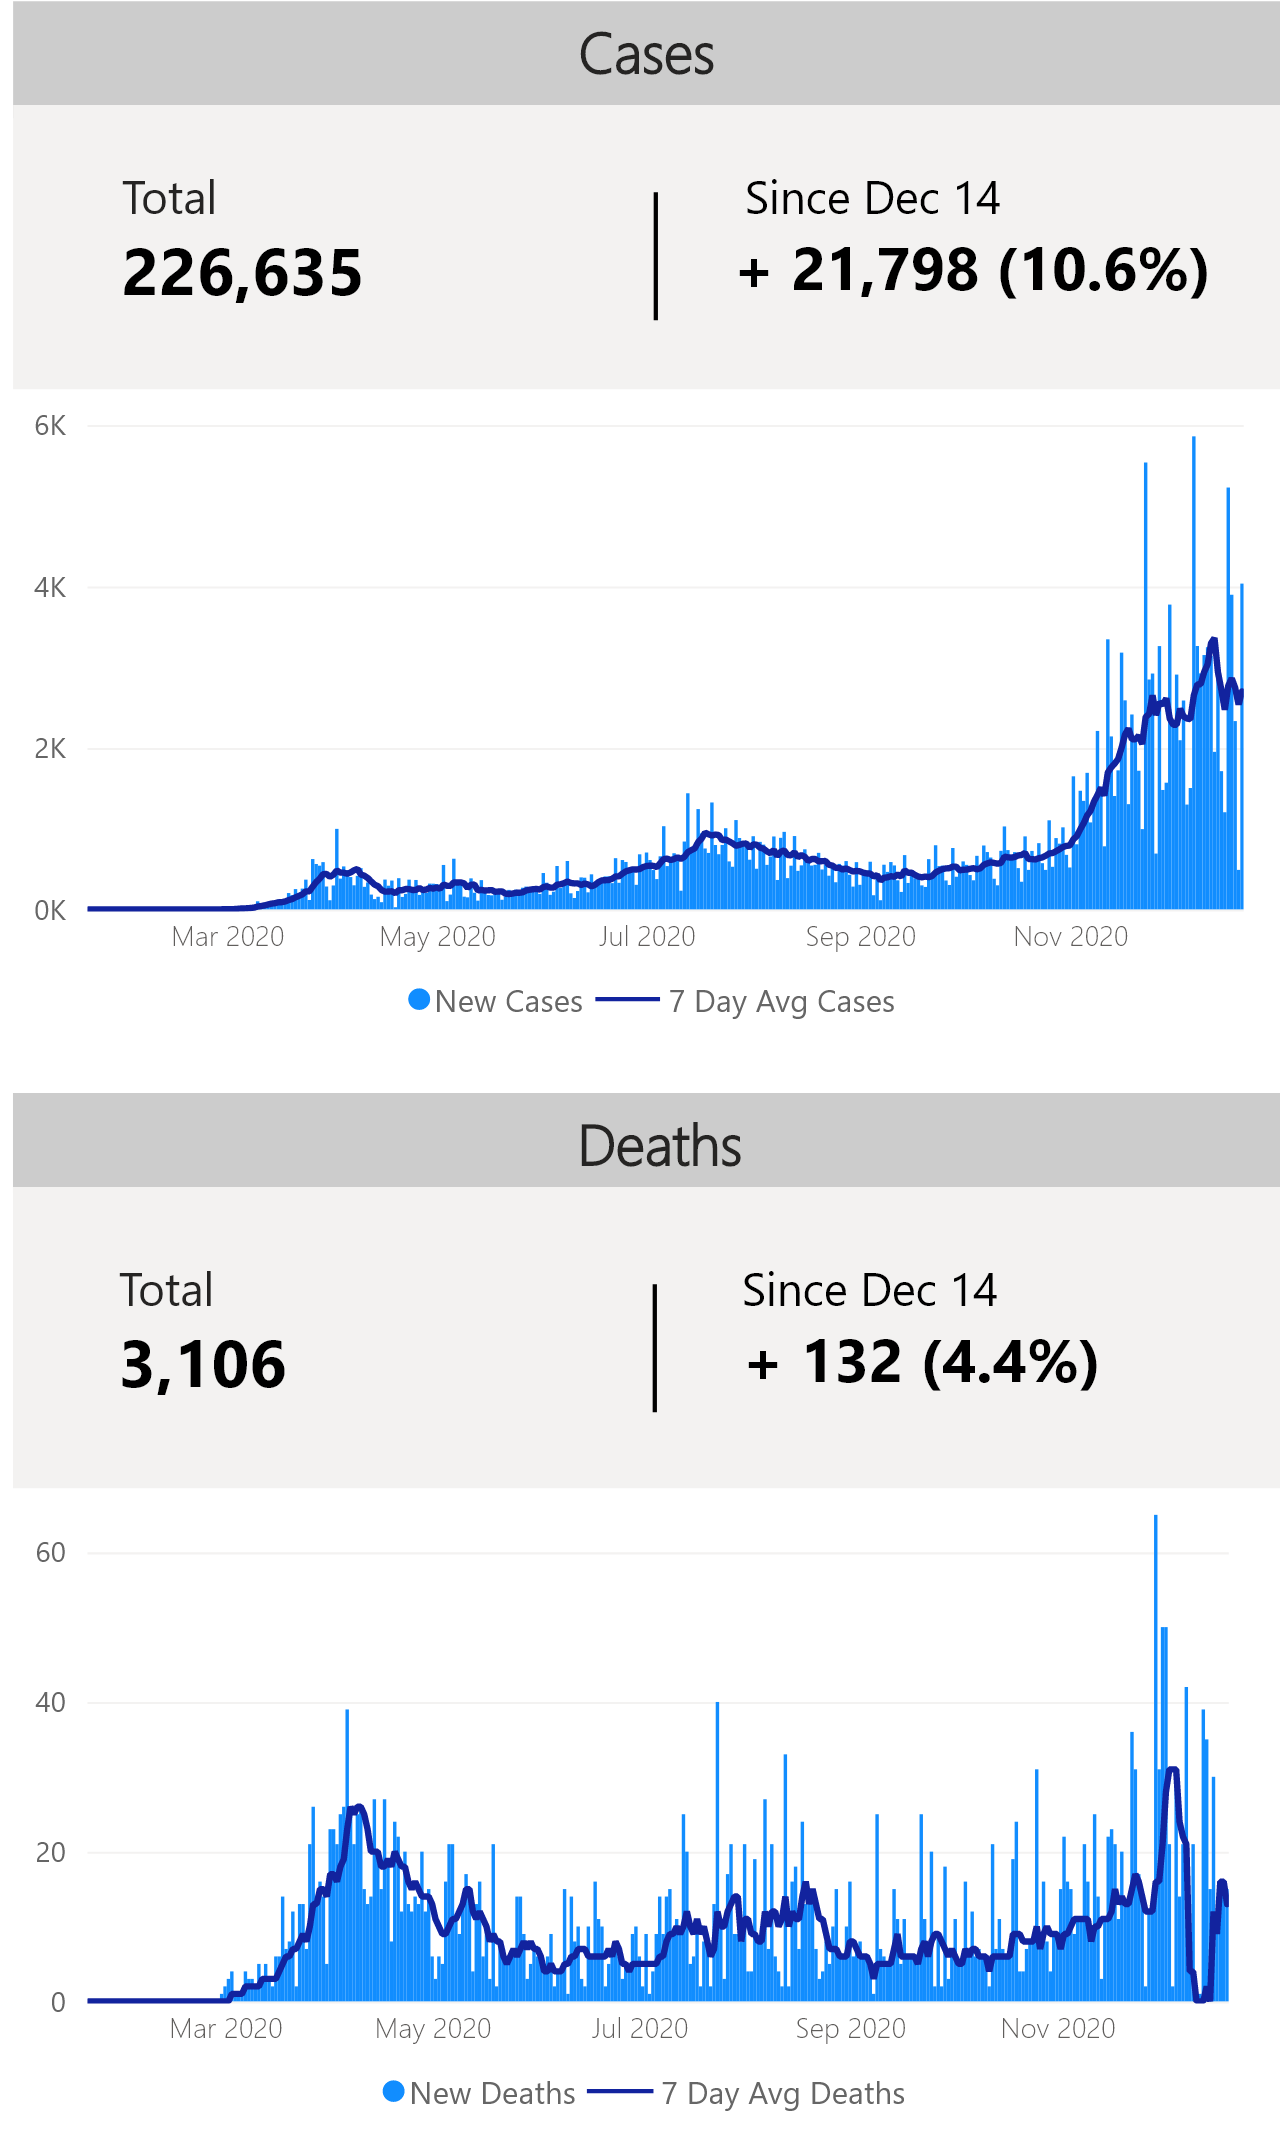 Cases
Total
Since Dec 14
226,635
+ 21,798 (10.6%)
6K
4K
2K
0K
Mar 2020
May 2020
Jul 2020
Sep 2020
Nov 2020
New Cases
7 Day Avg Cases
Deaths
Total
Since Dec 14
3,106
+ 132 (4.4%)
60
40
20
0
Mar 2020
May 2020
Jul 2020
Sep 2020
Nov 2020
New Deaths
7 Day Avg Deaths